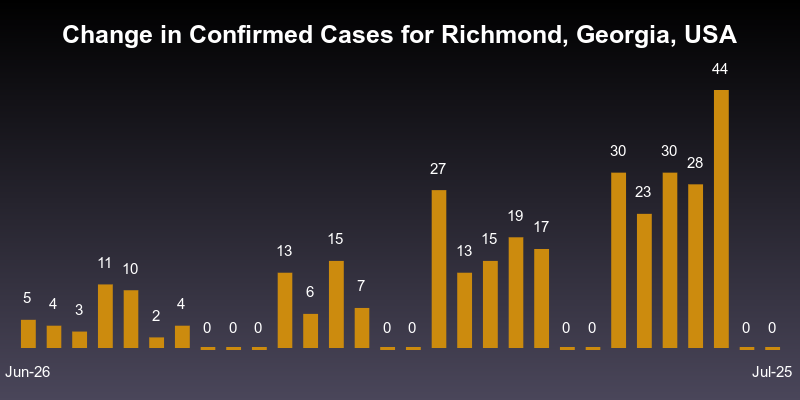 Change in Confirmed Cases for Richmond, Georgia, USA
5 4 3 11 10 2 4 0 0 0 13 6 15 7 0 0 27 13 15 19 17 0 0 30 23 30 28 44 0 0
Jun-26 Jul-25